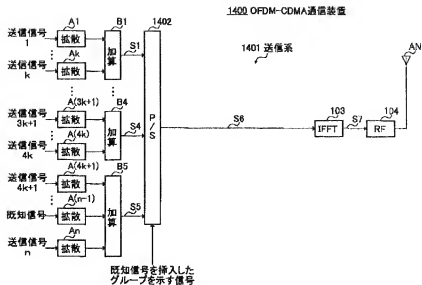 1400 OFDM-CDMA通信装置
1401 送信系
1402
AN
送信信号
1
A1
拡散
B1
加算
S1
送信信号
k
Ak
拡散
送信信号
3k+1
A(3k+1)
拡散
B4
加算
S4
送信信号
4k
A(4k)
拡散
送信信号
4k+1
A(4k+1)
拡散
B5
加算
S5
既知信号
A(n-1)
拡散
送信信号
n
An
拡散
P/S
S6
103
IFFT
S7
104
RF
既知信号を挿入した
グループを示す信号